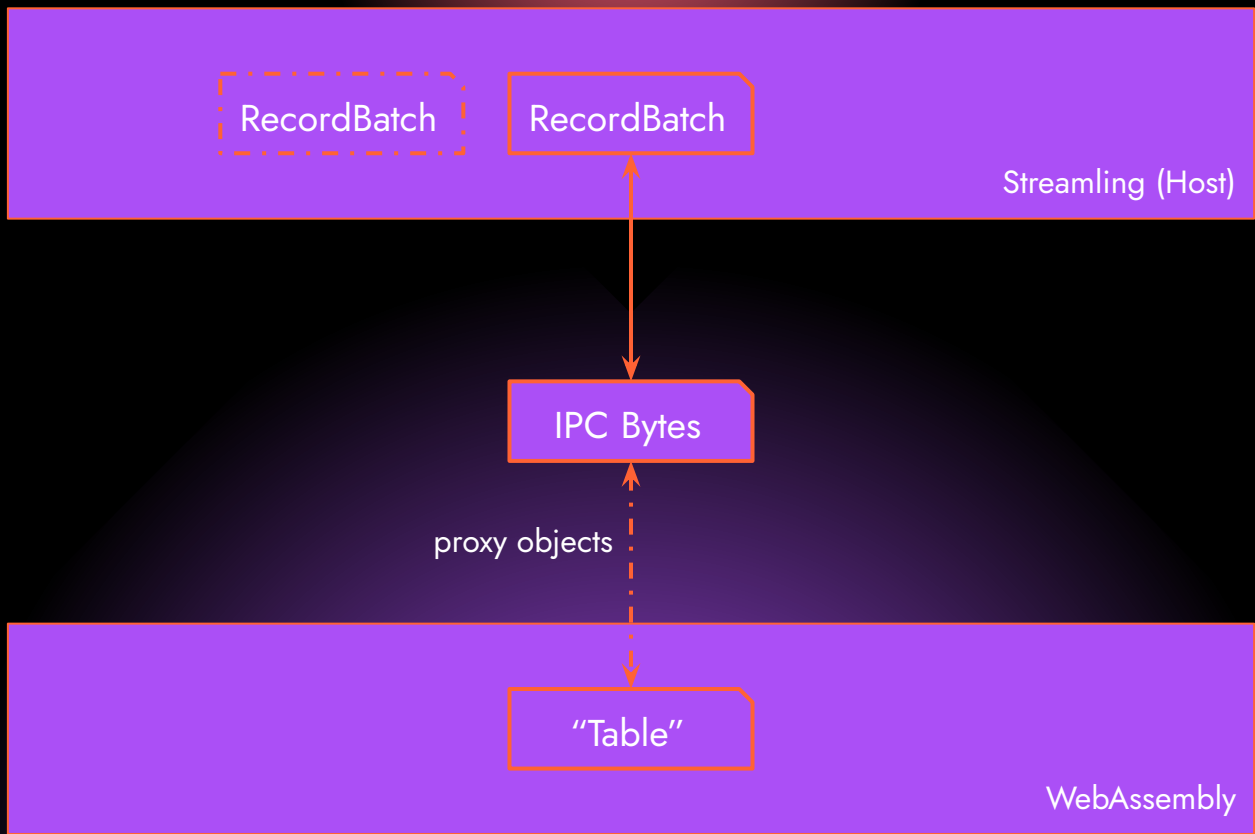 RecordBatch
RecordBatch
Streamling (Host)
IPC Bytes
proxy objects
“Table”
WebAssembly